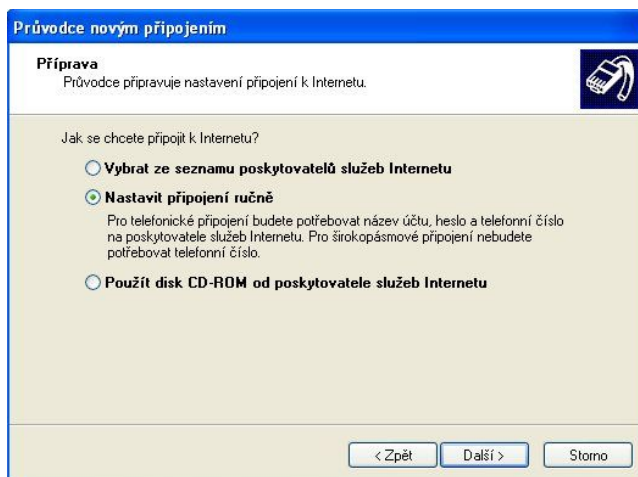 Průvodce novým připojením
Příprava
Průvodce připravuje nastavení připojení k Internetu.
Jak se chcete připojit k Internetu?
Vybrat ze seznamu poskytovatelů služeb Internetu
Nastavit připojení ručně
Pro telefonické připojení budete potřebovat název účtu, heslo a telefonní číslo
na poskytovatele služeb Internetu. Pro širokopásmové připojení nebudete
potřebovat telefonní číslo.
Použít disk CD-ROM od poskytovatele služeb Internetu
< Zpět
Další >
Storno